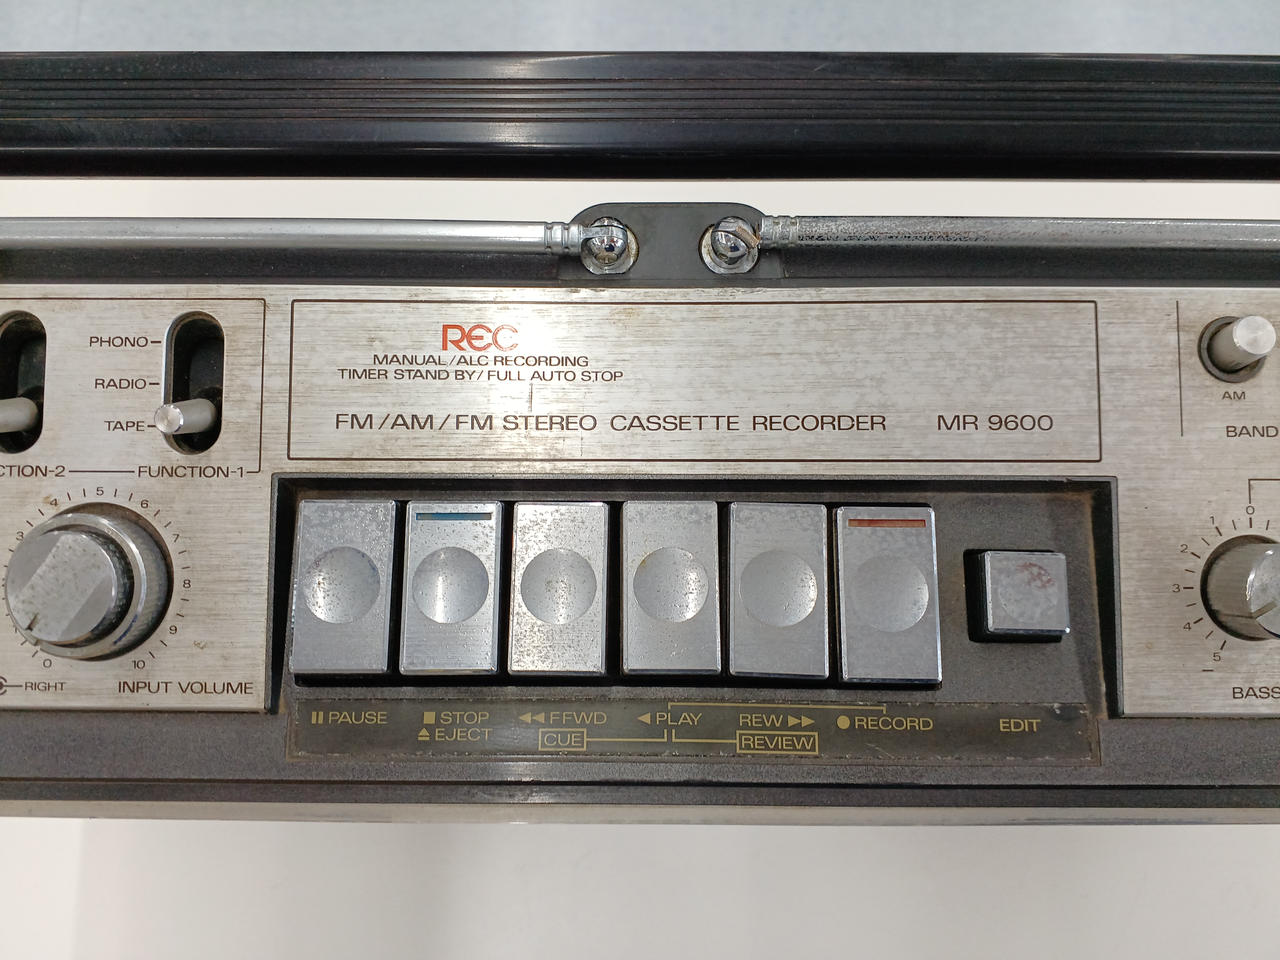 PHONO
RADIO
TAPE
CTION-2
FUNCTION-1
REC
MANUAL/ALC RECORDING
TIMER STAND BY/FULL AUTO STOP
FM/AM/FM STEREO CASSETTE RECORDER MR 9600
AM
BAND
3 4 5 6 7 8 9 10 0
RIGHT
INPUT VOLUME
0 1 2 3 4 5
BASS
PAUSE
STOP
EJECT
FFWD
CUE
PLAY
REW
REVIEW
RECORD
EDIT